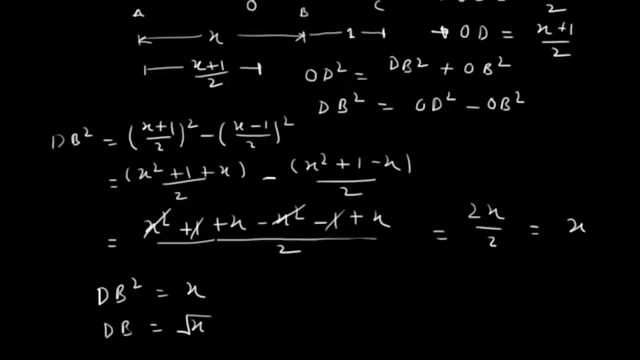 A O B C
x 1
2
→ OD = (x+1)/2
(x+1)/2
OD² = DB² + OB²
DB² = OD² - OB²
DB² = ((x+1)/2)² - ((x-1)/2)²
= (x² + 1 + x)/2 - (x² + 1 - x)/2
= (x² + 1 + x - x² - 1 + x)/2 = 2x/2 = x
DB² = x
DB = √x